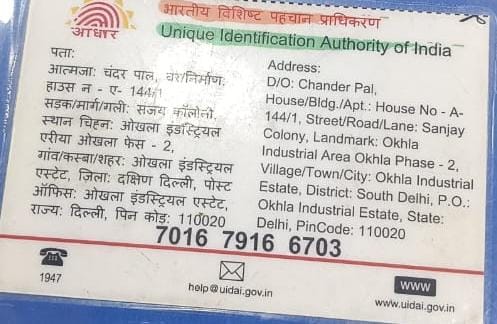 भारतीय विशिष्ट पहचान प्राधिकरण
Unique Identification Authority of India
आधार
पता:
आत्मजा: चंदर पाल, घर/निर्माण:
हाउस न - ए- 144/1
सड़क/मार्ग/गली: संजय कॉलोनी,
स्थान चिहन: ओखला इंडस्ट्रियल
एरीया ओखला फेस - 2,
गांव/कस्बा/शहर: ओखला इंडस्ट्रियल
एस्टेट, जिला: दक्षिण दिल्ली, पोस्ट
ऑफिस: ओखला इंडस्ट्रियल एस्टेट,
राज्य: दिल्ली, पिन कोड: 110020
Address:
D/O: Chander Pal,
House/Bldg./Apt.: House No - A-
144/1, Street/Road/Lane: Sanjay
Colony, Landmark: Okhla
Industrial Area Okhla Phase - 2,
Village/Town/City: Okhla Industrial
Estate, District: South Delhi, P.O.:
Okhla Industrial Estate, State:
Delhi, PinCode: 110020
7016 7916 6703
1947
help@uidai.gov.in
www
www.uidai.gov.in